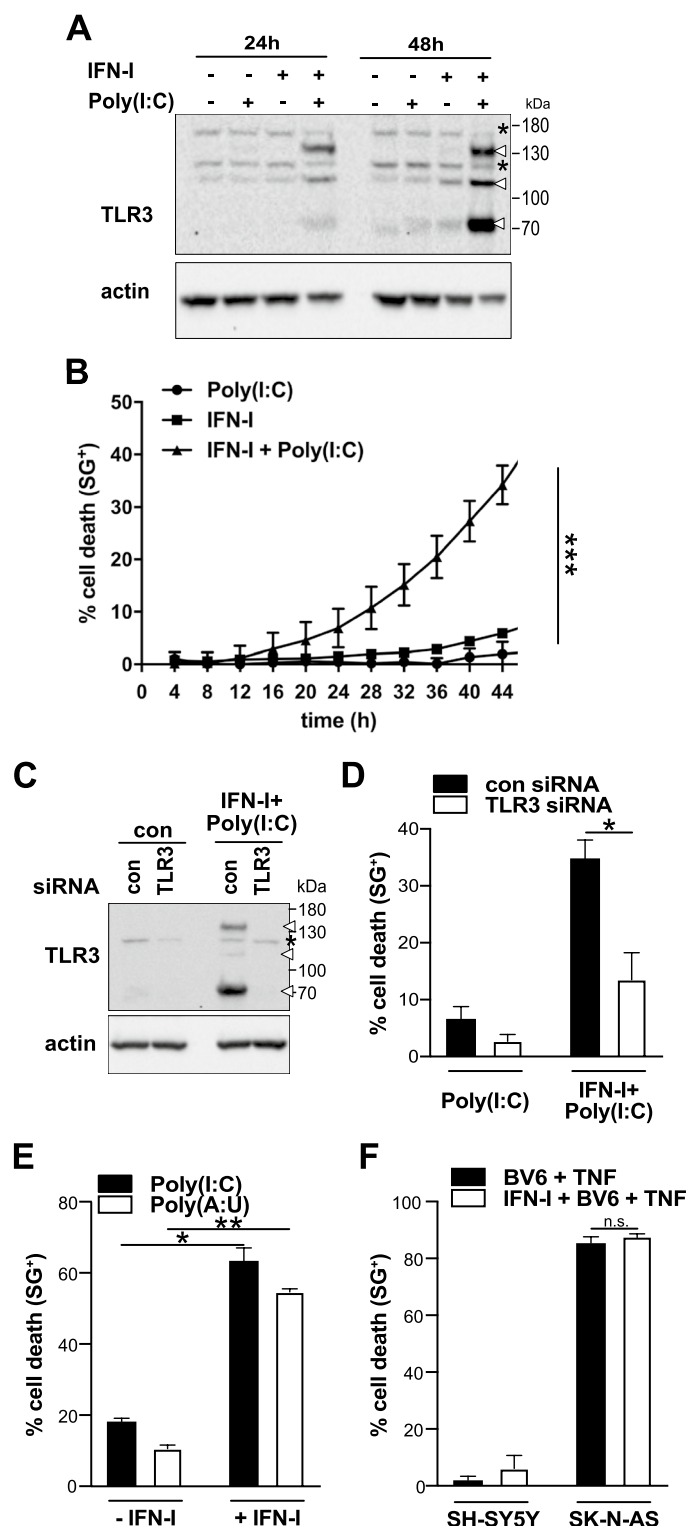 A
24h 48h
IFN-I - - + + - - + +
Poly(I:C) - + - + - + - + kDa
* 180
130
*
100
TLR3 70
actin
B
Poly(I:C)
IFN-I
IFN-I + Poly(I:C)
50
40
30
20
10
0
% cell death (SG+)
***
0 4 8 12 16 20 24 28 32 36 40 44
time (h)
C
con IFN-I+
Poly(I:C)
siRNA con TLR3 con TLR3 kDa
180
130
*
TLR3
100
70
actin
D
con siRNA
TLR3 siRNA
40
30
20
10
0
% cell death (SG+)
*
Poly(I:C) IFN-I+
Poly(I:C)
E
Poly(I:C)
Poly(A:U)
80
60
40
20
0
% cell death (SG+)
**
*
- IFN-I + IFN-I
F
BV6 + TNF
IFN-I + BV6 + TNF
100
80
60
40
20
0
% cell death (SG+)
n.s.
SH-SY5Y SK-N-AS